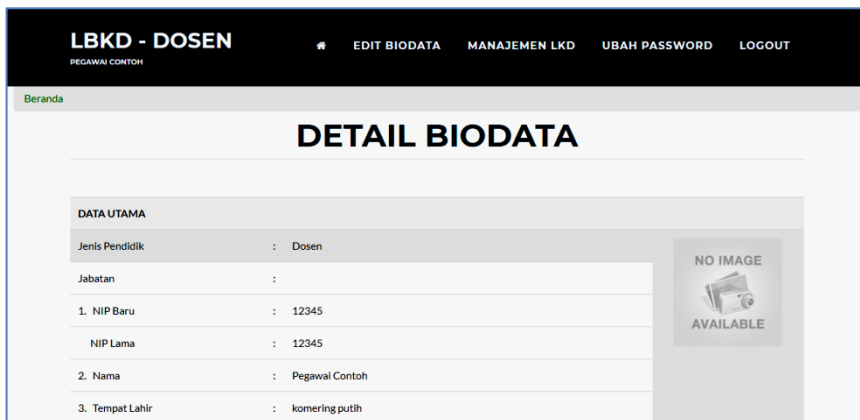 LBKD - DOSEN
PEGAWAI CONTOH
EDIT BIODATA MANAJEMEN LKD UBAH PASSWORD LOGOUT
Beranda
DETAIL BIODATA
DATA UTAMA
Jenis Pendidik : Dosen
Jabatan :
1. NIP Baru : 12345
NIP Lama : 12345
2. Nama : Pegawai Contoh
3. Tempat Lahir : komering putih
NO IMAGE
AVAILABLE